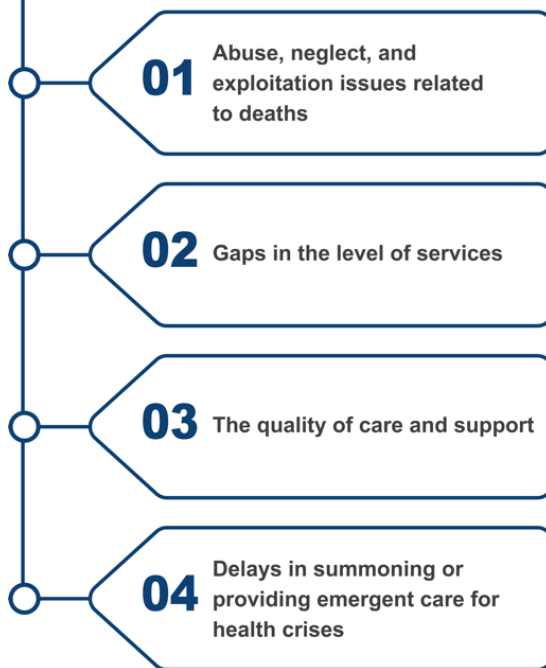 01
Abuse, neglect, and
exploitation issues related
to deaths
02
Gaps in the level of services
03
The quality of care and support
04
Delays in summoning or
providing emergent care for
health crises